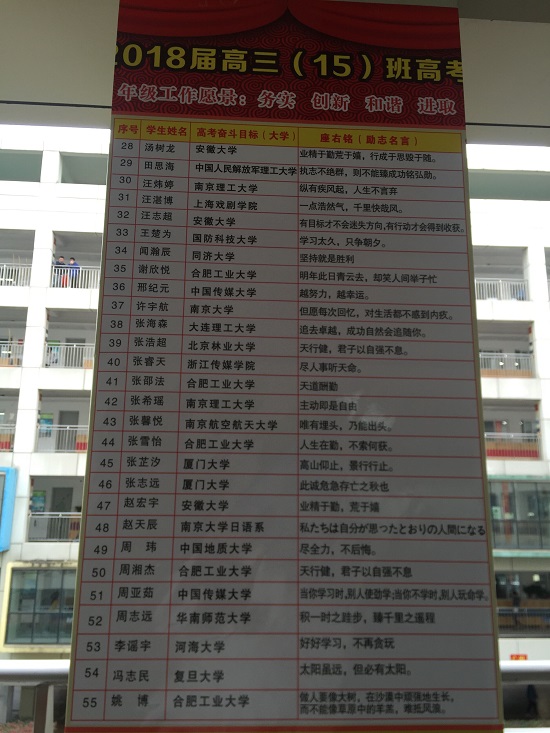 2018届高三（15）班高考
年级工作愿景：务实 创新 和谐 进取
序号 学生姓名 高考奋斗目标（大学） 座右铭（励志名言）
28 汤树龙 安徽大学 业精于勤荒于嬉，行成于思毁于随。
29 田思海 中国人民解放军理工大学 执志不绝群，则不能臻成功铭弘勋。
30 汪炜婷 南京理工大学 纵有疾风起，人生不言弃
31 汪湛博 上海戏剧学院 一点浩然气，千里快哉风。
32 汪志超 安徽大学 有目标才不会迷失方向,有行动才会得到收获。
33 王楚为 国防科技大学 学习太久，只争朝夕。
34 闻瀚辰 同济大学 坚持就是胜利
35 谢欣悦 合肥工业大学 明年此日青云去，却笑人间举子忙
36 邢纪元 中国传媒大学 越努力，越幸运。
37 许宇航 南京大学 但愿每次回忆，对生活都不感到内疚。
38 张海森 大连理工大学 追去卓越，成功自然会追随你。
39 张浩超 北京林业大学 天行健，君子以自强不息。
40 张睿天 浙江传媒学院 尽人事听天命。
41 张邵法 合肥工业大学 天道酬勤
42 张希瑶 南京理工大学 主动即是自由
43 张馨悦 南京航空航天大学 唯有埋头，乃能出头。
44 张雪怡 合肥工业大学 人生在勤，不索何获。
45 张芷汐 厦门大学 高山仰止，景行行止。
46 张志远 厦门大学 此诚危急存亡之秋也
47 赵宏宇 安徽大学 业精于勤，荒于嬉
48 赵天辰 南京大学日语系 私たちは自分が思ったとおりの人間になる
49 周 玮 中国地质大学 尽全力，不后悔。
50 周湘杰 合肥工业大学 天行健，君子以自强不息
51 周亚茹 中国传媒大学 当你学习时,别人使劲学;当你不学时,别人玩命学。
52 周志远 华南师范大学 积一时之跬步，臻千里之遥程
53 李谣宇 河海大学 好好学习，不再贪玩
54 冯志民 复旦大学 太阳虽远，但必有太阳。
55 姚 博 合肥工业大学 做人要像大树，在沙漠中顽强地生长，
而不能像草原中的羊羔，唯抵风浪。